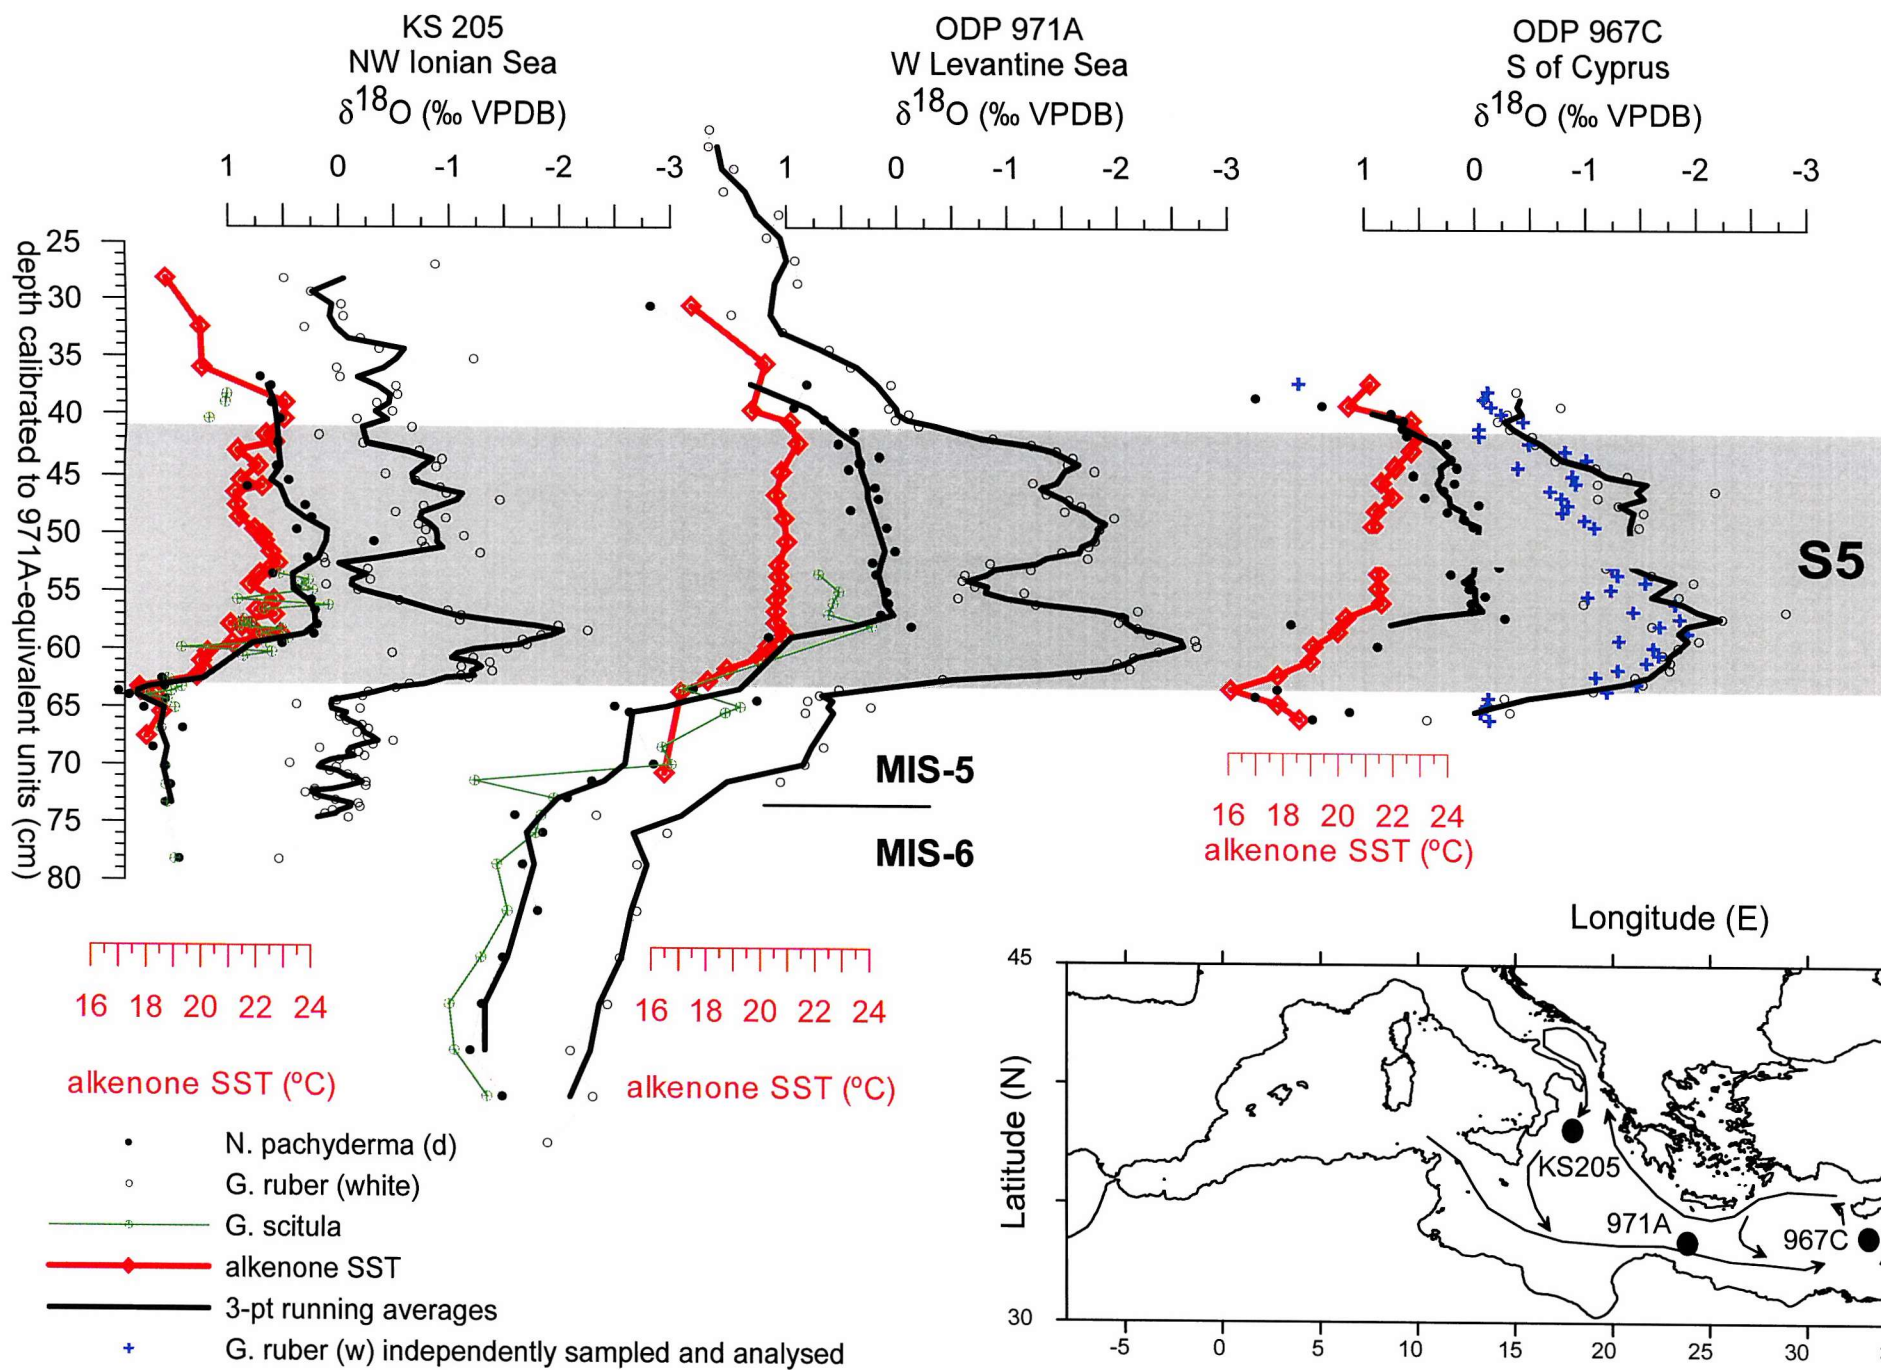 KS 205
NW Ionian Sea
δ18O (‰ VPDB)
1 0 -1 -2 -3
ODP 971A
W Levantine Sea
δ18O (‰ VPDB)
1 0 -1 -2 -3
ODP 967C
S of Cyprus
δ18O (‰ VPDB)
1 0 -1 -2 -3
depth calibrated to 971A-equivalent units (cm)
25
30
35
40
45
50
55
60
65
70
75
80
S5
MIS-5
MIS-6
16 18 20 22 24
alkenone SST (ºC)
16 18 20 22 24
alkenone SST (ºC)
16 18 20 22 24
alkenone SST (ºC)
N. pachyderma (d)
G. ruber (white)
G. scitula
alkenone SST
3-pt running averages
G. ruber (w) independently sampled and analysed
Longitude (E)
Latitude (N)
45
30
KS205
971A
967C
-5 0 5 10 15 20 25 30